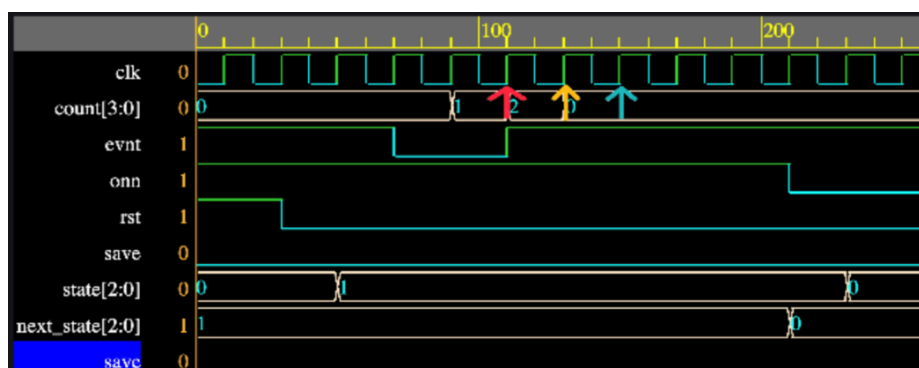 0 100 200
clk 0
count[3:0] 0 0 1 2 0
evnt 1
onn 1
rst 1
save 0
state[2:0] 0 0 1 0
next_state[2:0] 1 1 0
save 0